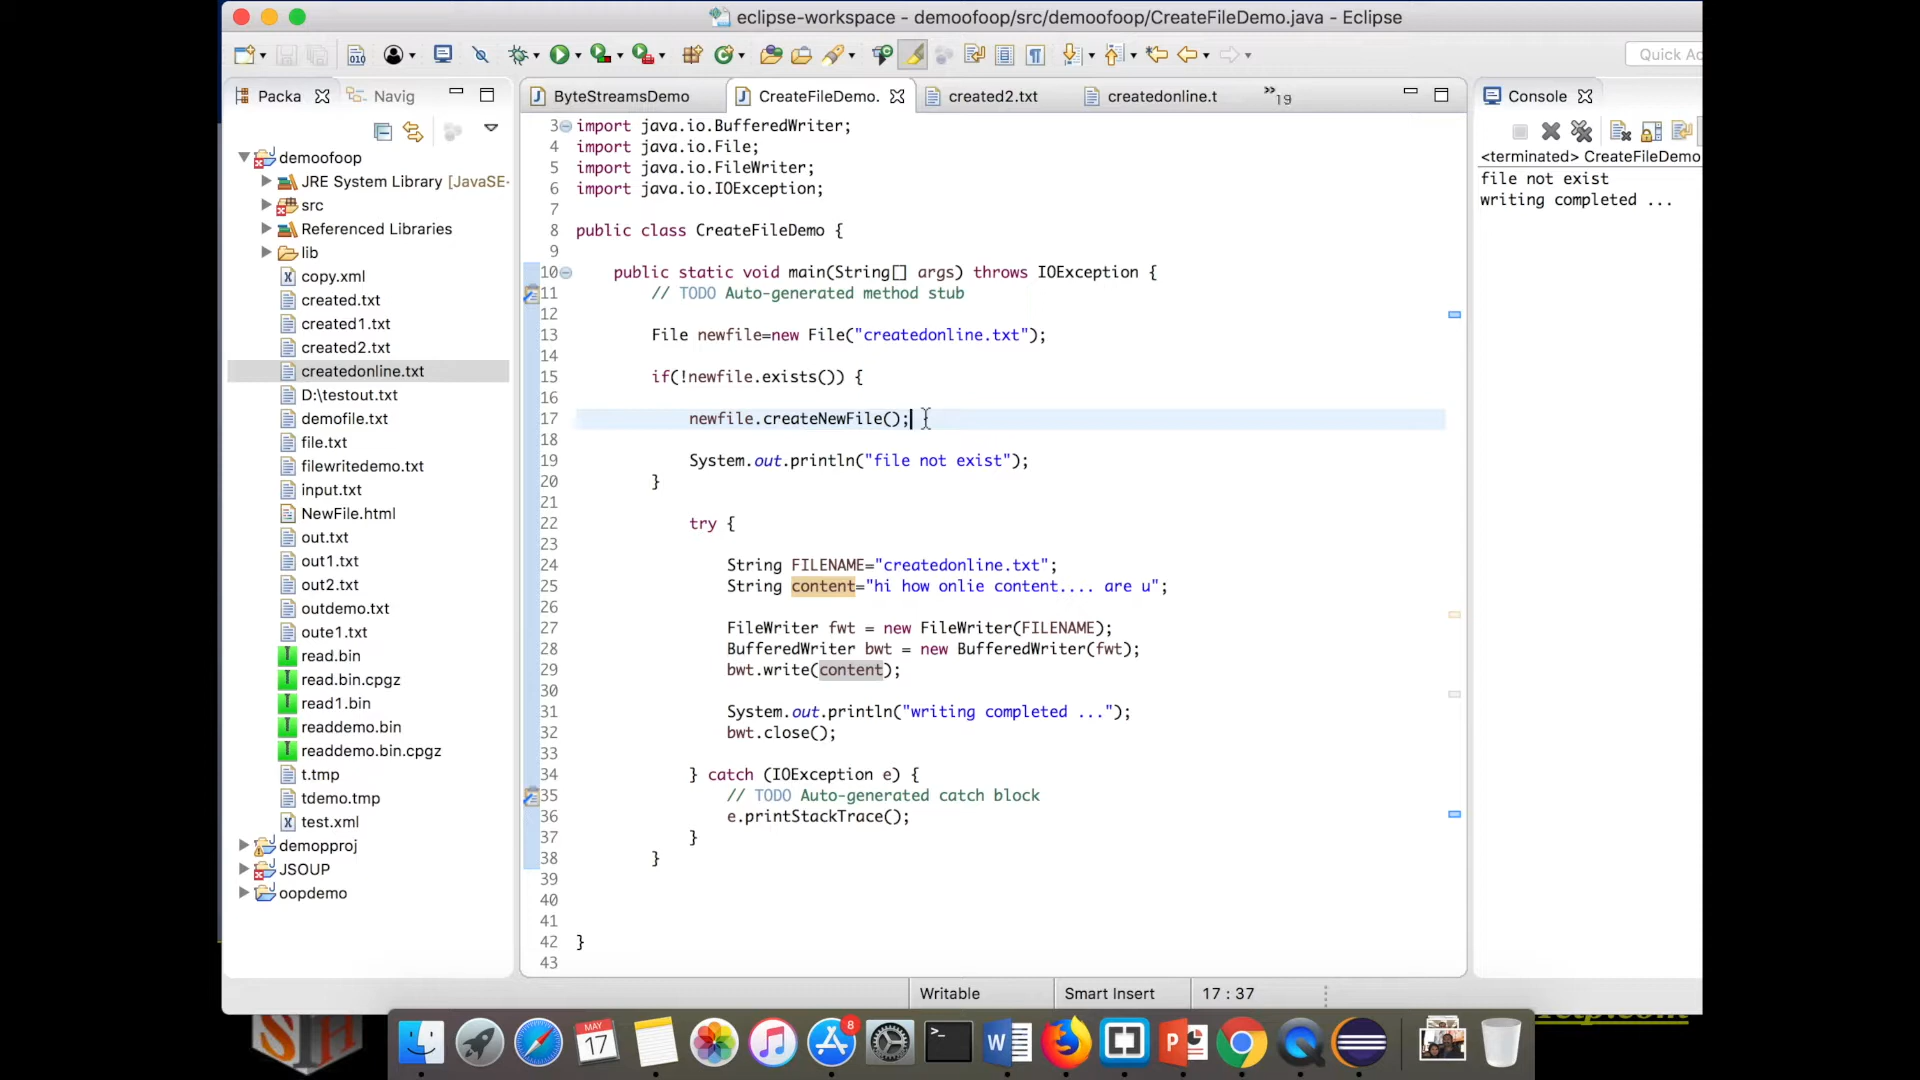 eclipse-workspace - demoofoop/src/demoofoop/CreateFileDemo.java - Eclipse
010
Quick Ac
Packa
Navig
demoofoop
JRE System Library [JavaSE-
src
Referenced Libraries
lib
copy.xml
created.txt
created1.txt
created2.txt
createdonline.txt
D:\testout.txt
demofile.txt
file.txt
filewritedemo.txt
input.txt
NewFile.html
out.txt
out1.txt
out2.txt
outdemo.txt
oute1.txt
read.bin
read.bin.cpgz
read1.bin
readdemo.bin
readdemo.bin.cpgz
t.tmp
tdemo.tmp
test.xml
demopproj
JSOUP
oopdemo
ByteStreamsDemo
CreateFileDemo.
created2.txt
createdonline.t
»19
3 import java.io.BufferedWriter;
4 import java.io.File;
5 import java.io.FileWriter;
6 import java.io.IOException;
7
8 public class CreateFileDemo {
9
10 public static void main(String[] args) throws IOException {
11 // TODO Auto-generated method stub
12
13 File newfile=new File("createdonline.txt");
14
15 if(!newfile.exists()) {
16
17 newfile.createNewFile();
18
19 System.out.println("file not exist");
20 }
21
22 try {
23
24 String FILENAME="createdonline.txt";
25 String content="hi how onlie content.... are u";
26
27 FileWriter fwt = new FileWriter(FILENAME);
28 BufferedWriter bwt = new BufferedWriter(fwt);
29 bwt.write(content);
30
31 System.out.println("writing completed ...");
32 bwt.close();
33
34 } catch (IOException e) {
35 // TODO Auto-generated catch block
36 e.printStackTrace();
37 }
38 }
39
40
41
42 }
43
Console
<terminated> CreateFileDemo
file not exist
writing completed ...
Writable
Smart Insert
17 : 37
MAY
17
8
W
P
SH